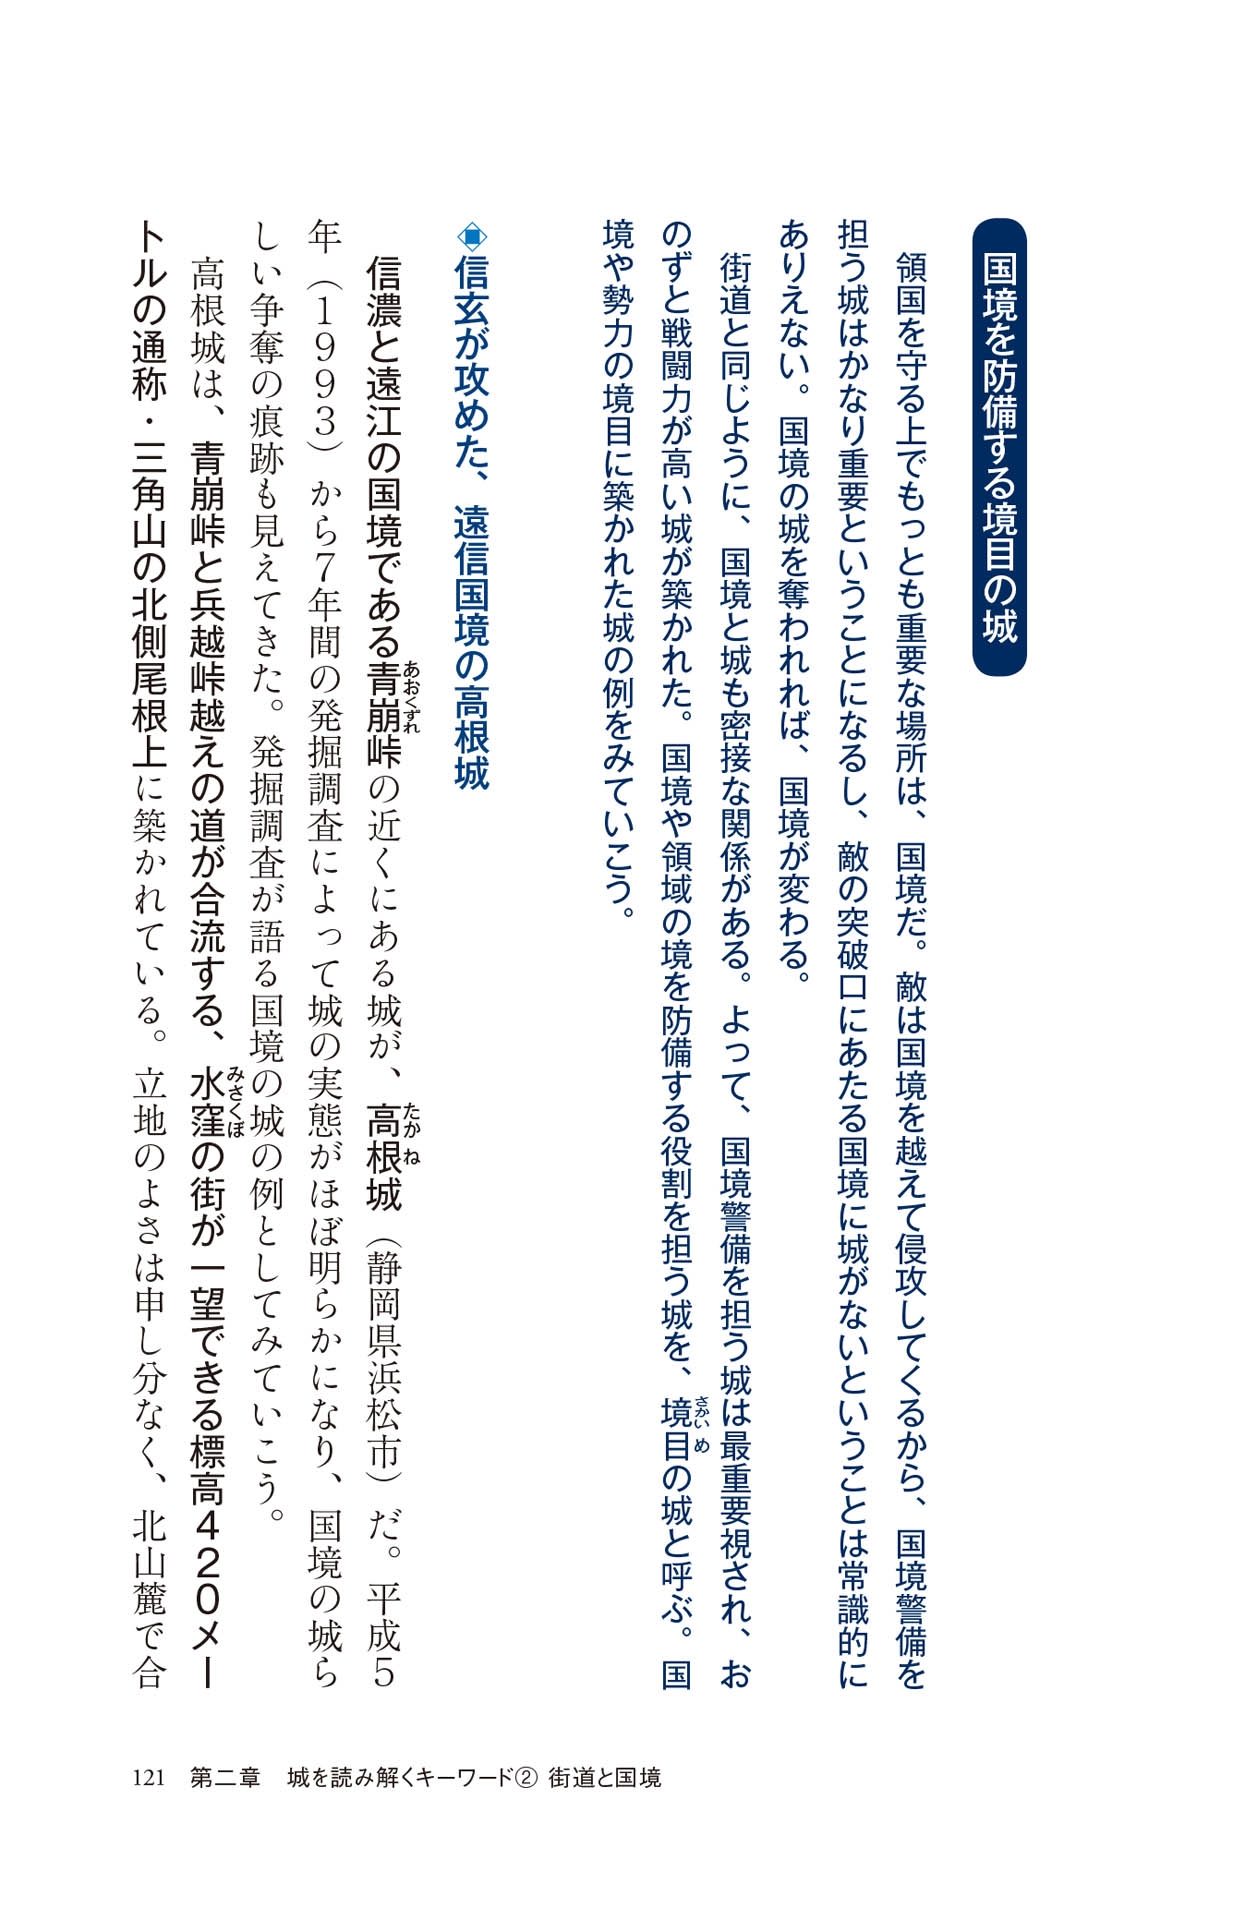 国境を防備する境目の城
領国を守る上でもっとも重要な場所は、国境だ。敵は国境を越えて侵攻してくるから、国境警備を
担う城はかなり重要ということになるし、敵の突破口にあたる国境に城がないということは常識的に
ありえない。国境の城を奪われれば、国境が変わる。
街道と同じように、国境と城も密接な関係がある。よって、国境警備を担う城は最重要視され、お
のずと戦闘力が高い城が築かれた。国境や領域の境を防備する役割を担う城を、境目の城と呼ぶ。国
さかいめ
境や勢力の境目に築かれた城の例をみていこう。
信玄が攻めた、遠信国境の高根城
信濃と遠江の国境である青崩峠の近くにある城が、高根城（静岡県浜松市）だ。平成５
あおくずれ
たかね
年（１９９３）から７年間の発掘調査によって城の実態がほぼ明らかになり、国境の城ら
しい争奪の痕跡も見えてきた。発掘調査が語る国境の城の例としてみていこう。
高根城は、青崩峠と兵越峠越えの道が合流する、水窪の街が一望できる標高４２０メー
みさくぼ
トルの通称・三角山の北側尾根上に築かれている。立地のよさは申し分なく、北山麓で合
121 第二章 城を読み解くキーワード② 街道と国境